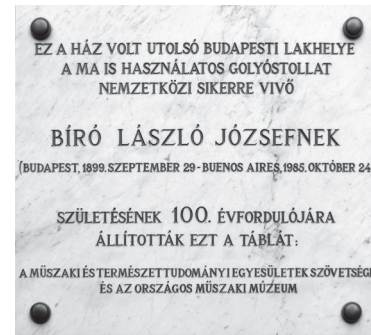 EZ A HÁZ VOLT UTOLSÓ BUDAPESTI LAKHELYE
A MA IS HASZNÁLATOS GOLYÓSTOLLAT
NEMZETKÖZI SIKERRE VIVŐ
BÍRÓ LÁSZLÓ JÓZSEFNEK
(BUDAPEST, 1899. SZEPTEMBER 29 - BUENOS AIRES, 1985. OKTÓBER 24
SZÜLETÉSÉNEK 100. ÉVFORDULÓJÁRA
ÁLLÍTOTTÁK EZT A TÁBLÁT:
A MŰSZAKI ÉS TERMÉSZETTUDOMÁNYI EGYESÜLETEK SZÖVETSÉGE
ÉS AZ ORSZÁGOS MŰSZAKI MÚZEUM